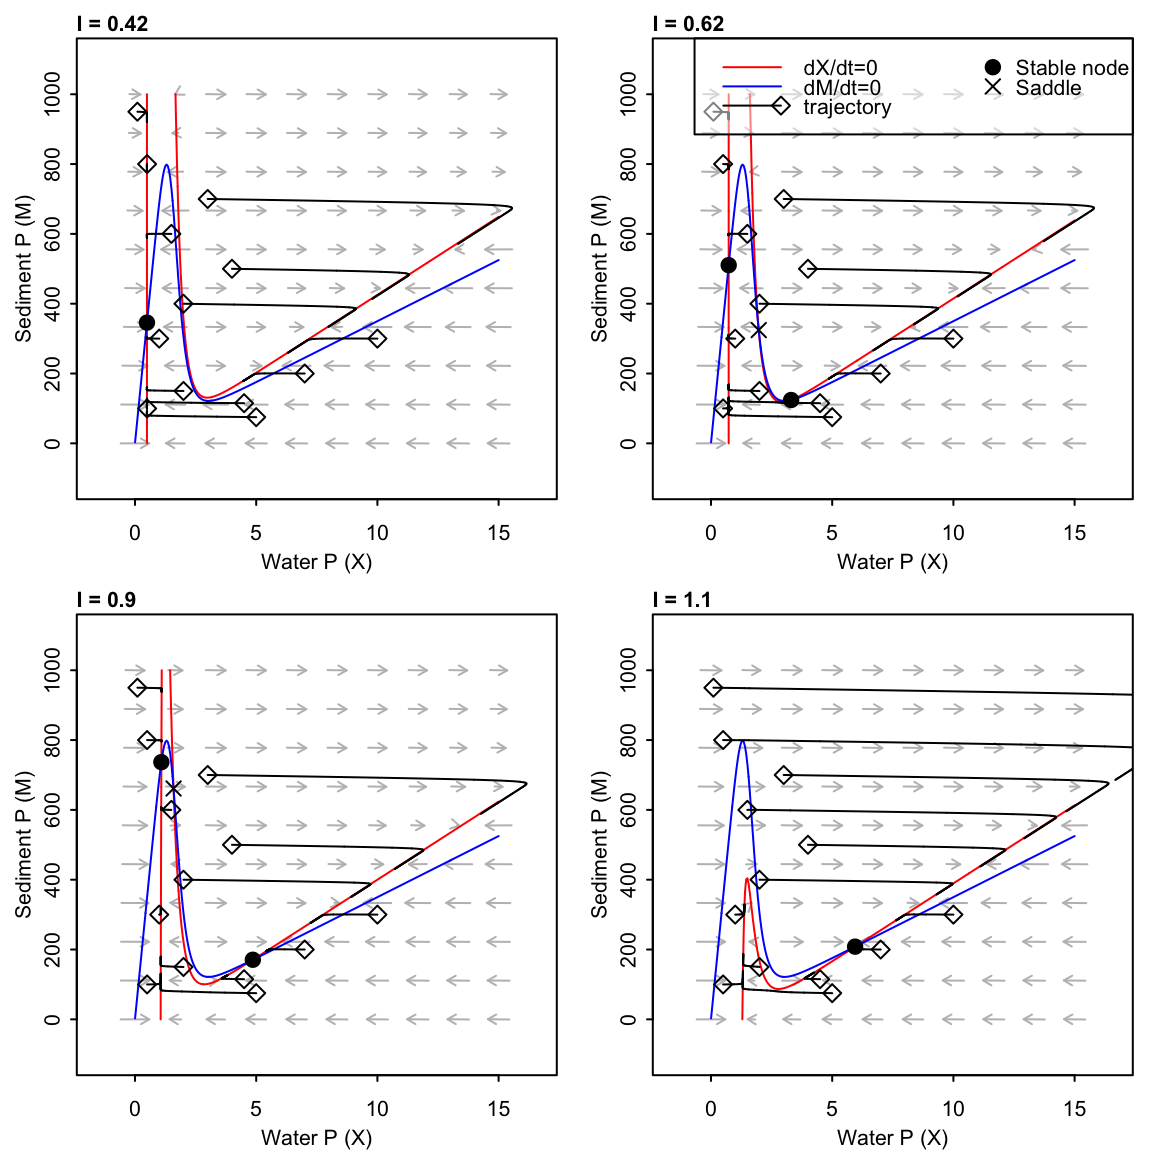 I = 0.42
Sediment P (M)
1000
800
600
400
200
0
0 5 10 15
Water P (X)
I = 0.62
dX/dt=0
dM/dt=0
trajectory
Stable node
Saddle
Sediment P (M)
1000
800
600
400
200
0
0 5 10 15
Water P (X)
I = 0.9
Sediment P (M)
1000
800
600
400
200
0
0 5 10 15
Water P (X)
I = 1.1
Sediment P (M)
1000
800
600
400
200
0
0 5 10 15
Water P (X)